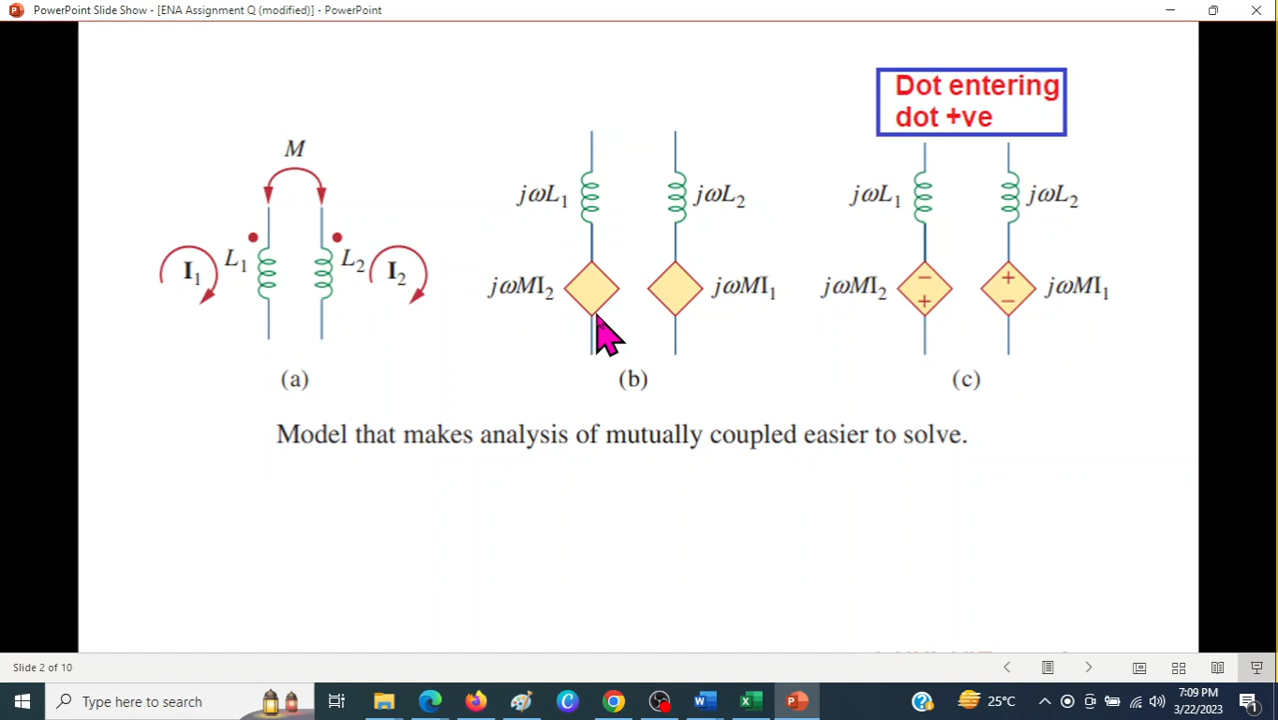 PowerPoint Slide Show - [ENA Assignment Q (modified)] - PowerPoint
Dot entering
dot +ve
M
jωL₁
jωL₂
jωL₁
jωL₂
I₁
L₁
L₂
I₂
jωMI₂
jωMI₁
jωMI₂
− +
+ −
jωMI₁
(a)
(b)
(c)
Model that makes analysis of mutually coupled easier to solve.
Slide 2 of 10
Type here to search
25°C
7:09 PM
3/22/2023
1